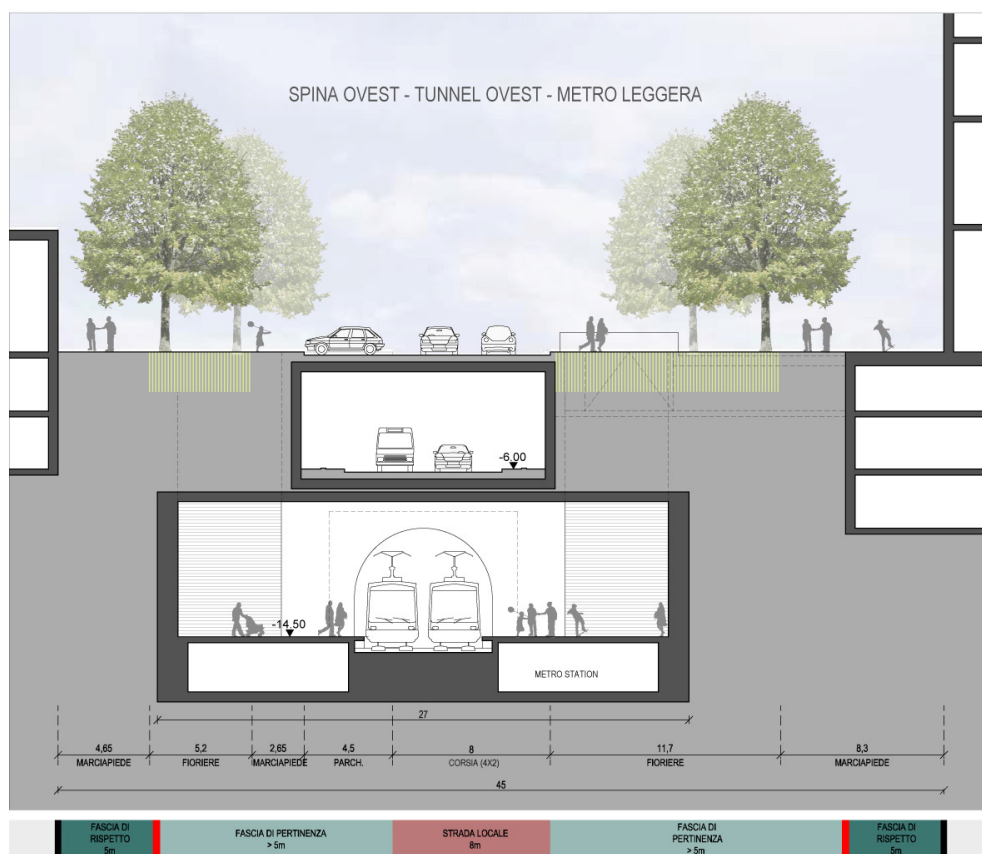 SPINA OVEST - TUNNEL OVEST - METRO LEGGERA
-6.00
-14.50
METRO STATION
27
4,65 5,2 2,65 4,5 8 11,7 8,3
MARCIAPIEDE FIORIERE MARCIAPIEDE PARCH. CORSIA (4X2) FIORIERE MARCIAPIEDE
45
FASCIA DI
RISPETTO
5m
FASCIA DI PERTINENZA
> 5m
STRADA LOCALE
8m
FASCIA DI
PERTINENZA
> 5m
FASCIA DI
RISPETTO
5m